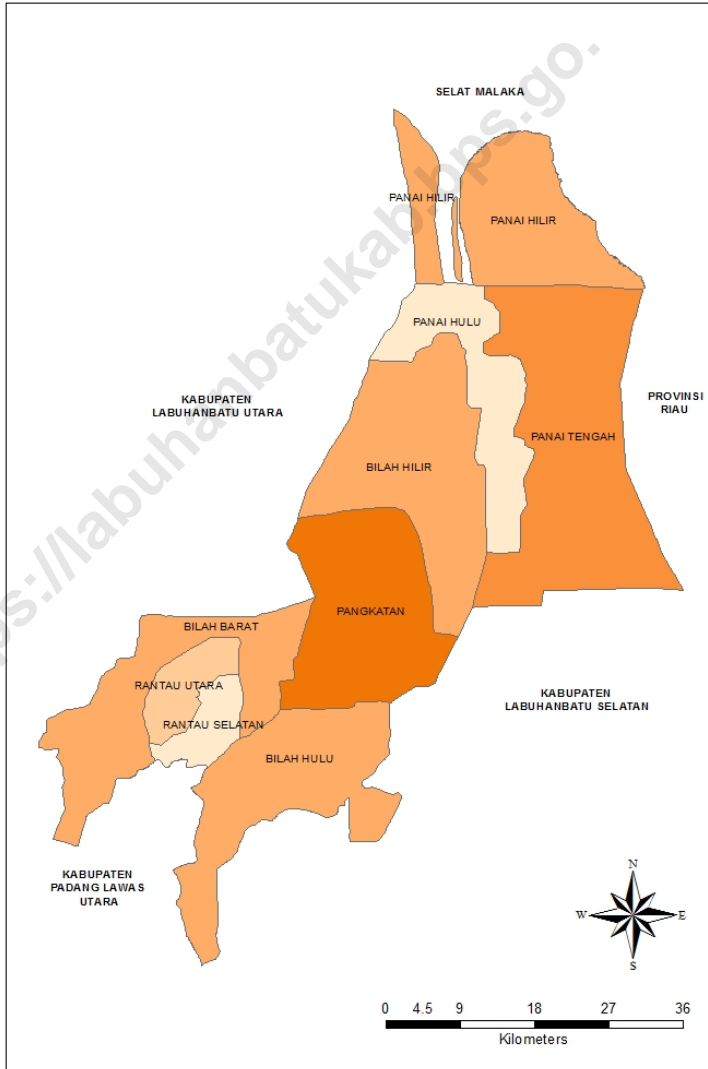 SELAT MALAKA
PANAI HILIR
PANAI HILIR
PANAI HULU
KABUPATEN
LABUHANBATU UTARA
PROVINSI
RIAU
PANAI TENGAH
BILAH HILIR
PANGKATAN
BILAH BARAT
RANTAU UTARA
RANTAU SELATAN
KABUPATEN
LABUHANBATU SELATAN
BILAH HULU
KABUPATEN
PADANG LAWAS
UTARA
N
W E
S
0 4.5 9 18 27 36
Kilometers
ps://labuhanbatukab.bps.go.